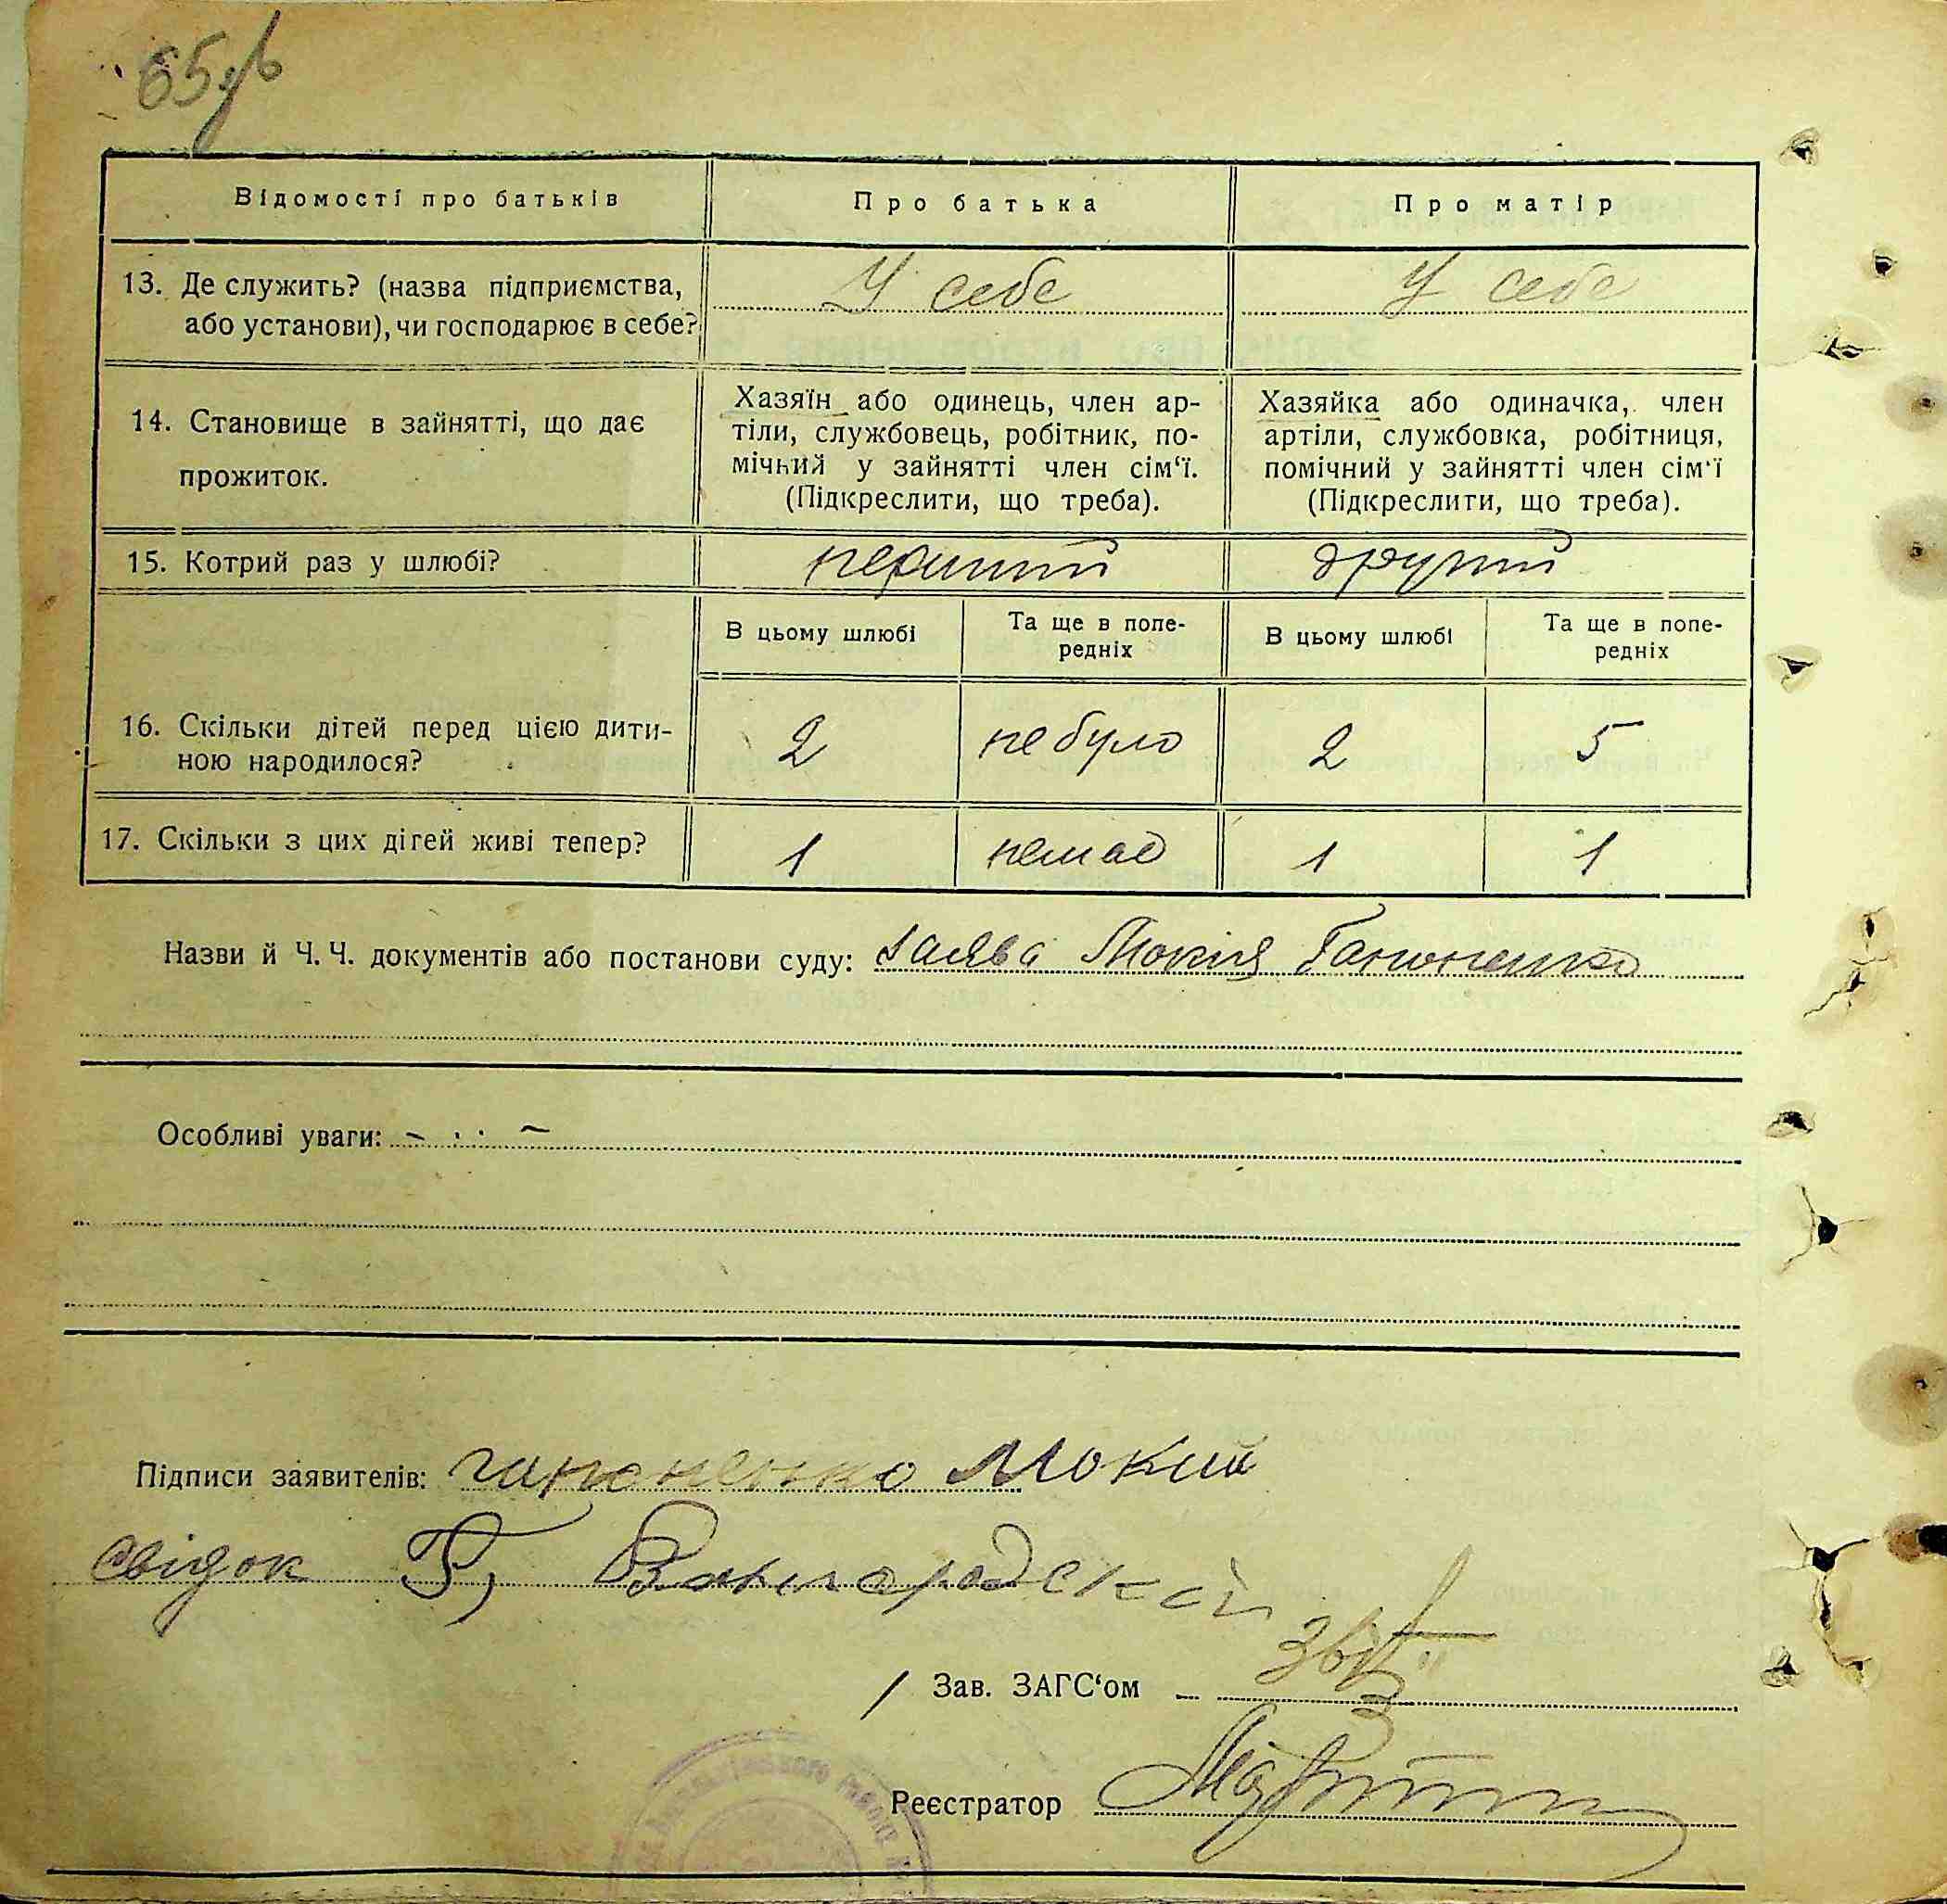 65зв
Відомості про батьків Про батька Про матір
13. Де служить? (назва підприємства, або установи), чи господарює в себе? У себе У себе
14. Становище в зайнятті, що дає прожиток.
Хазяїн або одинець, член ар-
тіли, службовець, робітник, по-
мічний у зайнятті член сім‘ї.
(Підкреслити, що треба).
Хазяйка або одиначка, член
артіли, службовка, робітниця,
помічний у зайнятті член сім‘ї
(Підкреслити, що треба).
15. Котрий раз у шлюбі? перший другий
В цьому шлюбі Та ще в попе-
редніх В цьому шлюбі Та ще в попе-
редніх
16. Скільки дітей перед цією дити-
ною народилося? 2 не було 2 5
17. Скільки з цих дітей живі тепер? 1 немає 1 1
Назви й Ч. Ч. документів або постанови суду: заява Мокія Гапоненка
Особливі уваги:
Підписи заявителів: гапоненко Мокий
свідок Г,
Зав. ЗАГС‘ом
Реєстратор